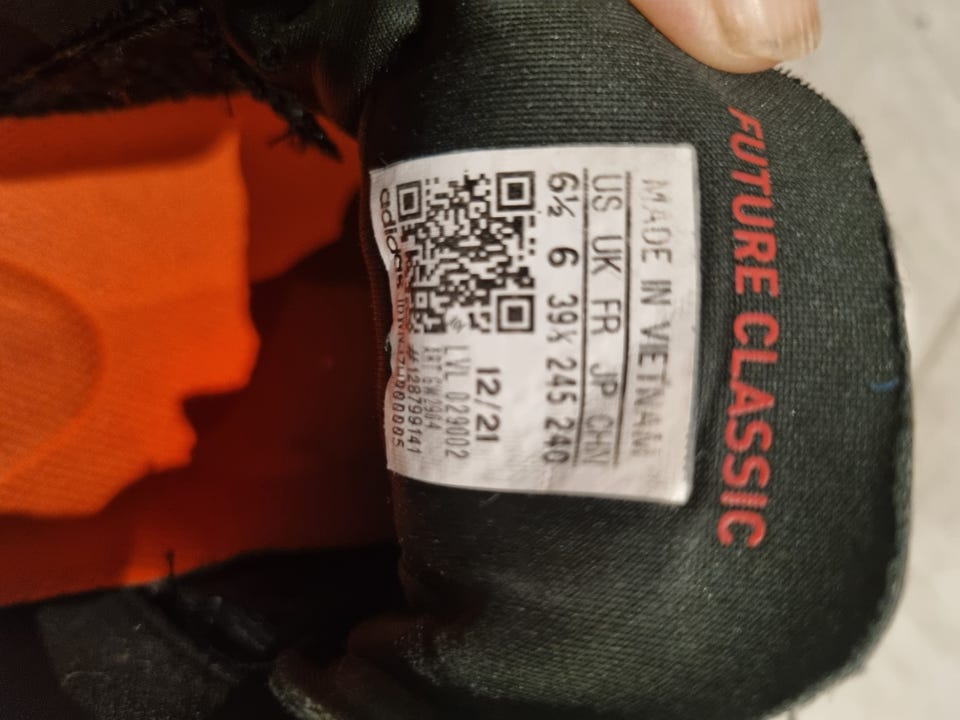 FUTURE CLASSIC
MADE IN VIETNAM
US UK FR JP CHN
6½ 6 39⅓ 245 240
12/21
LVL 029002
#128799141
adidas